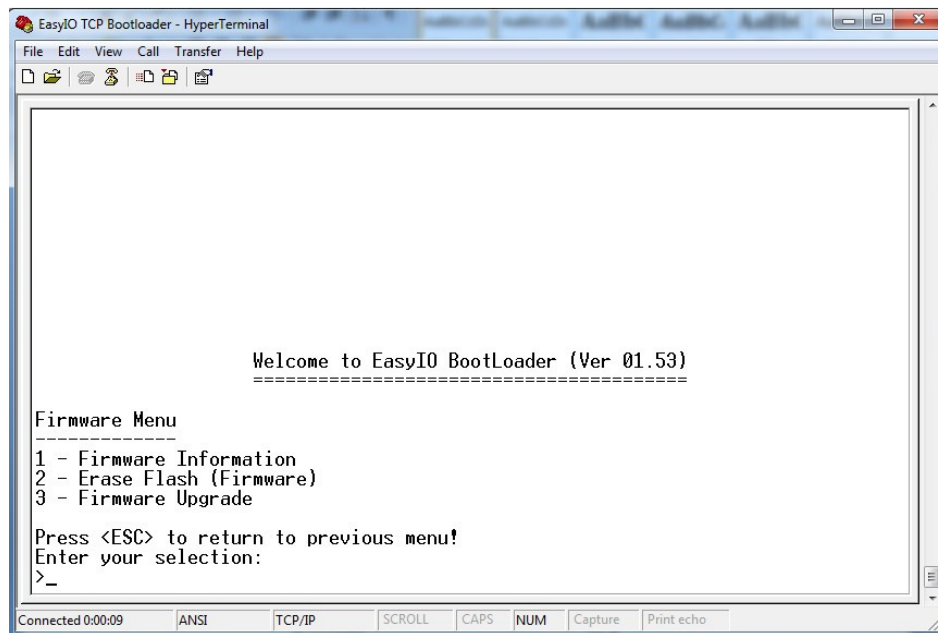 EasyIO TCP Bootloader - HyperTerminal
File Edit View Call Transfer Help
Welcome to EasyIO BootLoader (Ver 01.53)
========================================
Firmware Menu
-------------
1 - Firmware Information
2 - Erase Flash (Firmware)
3 - Firmware Upgrade
Press <ESC> to return to previous menu!
Enter your selection:
>_
Connected 0:00:09 ANSI TCP/IP SCROLL CAPS NUM Capture Print echo